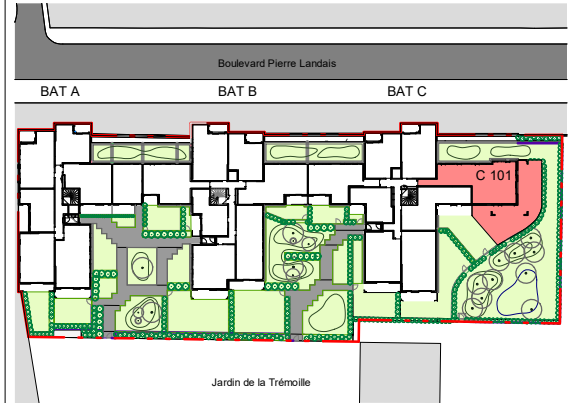 Boulevard Pierre Landais
BAT A BAT B BAT C
C 101
Jardin de la Trémoille